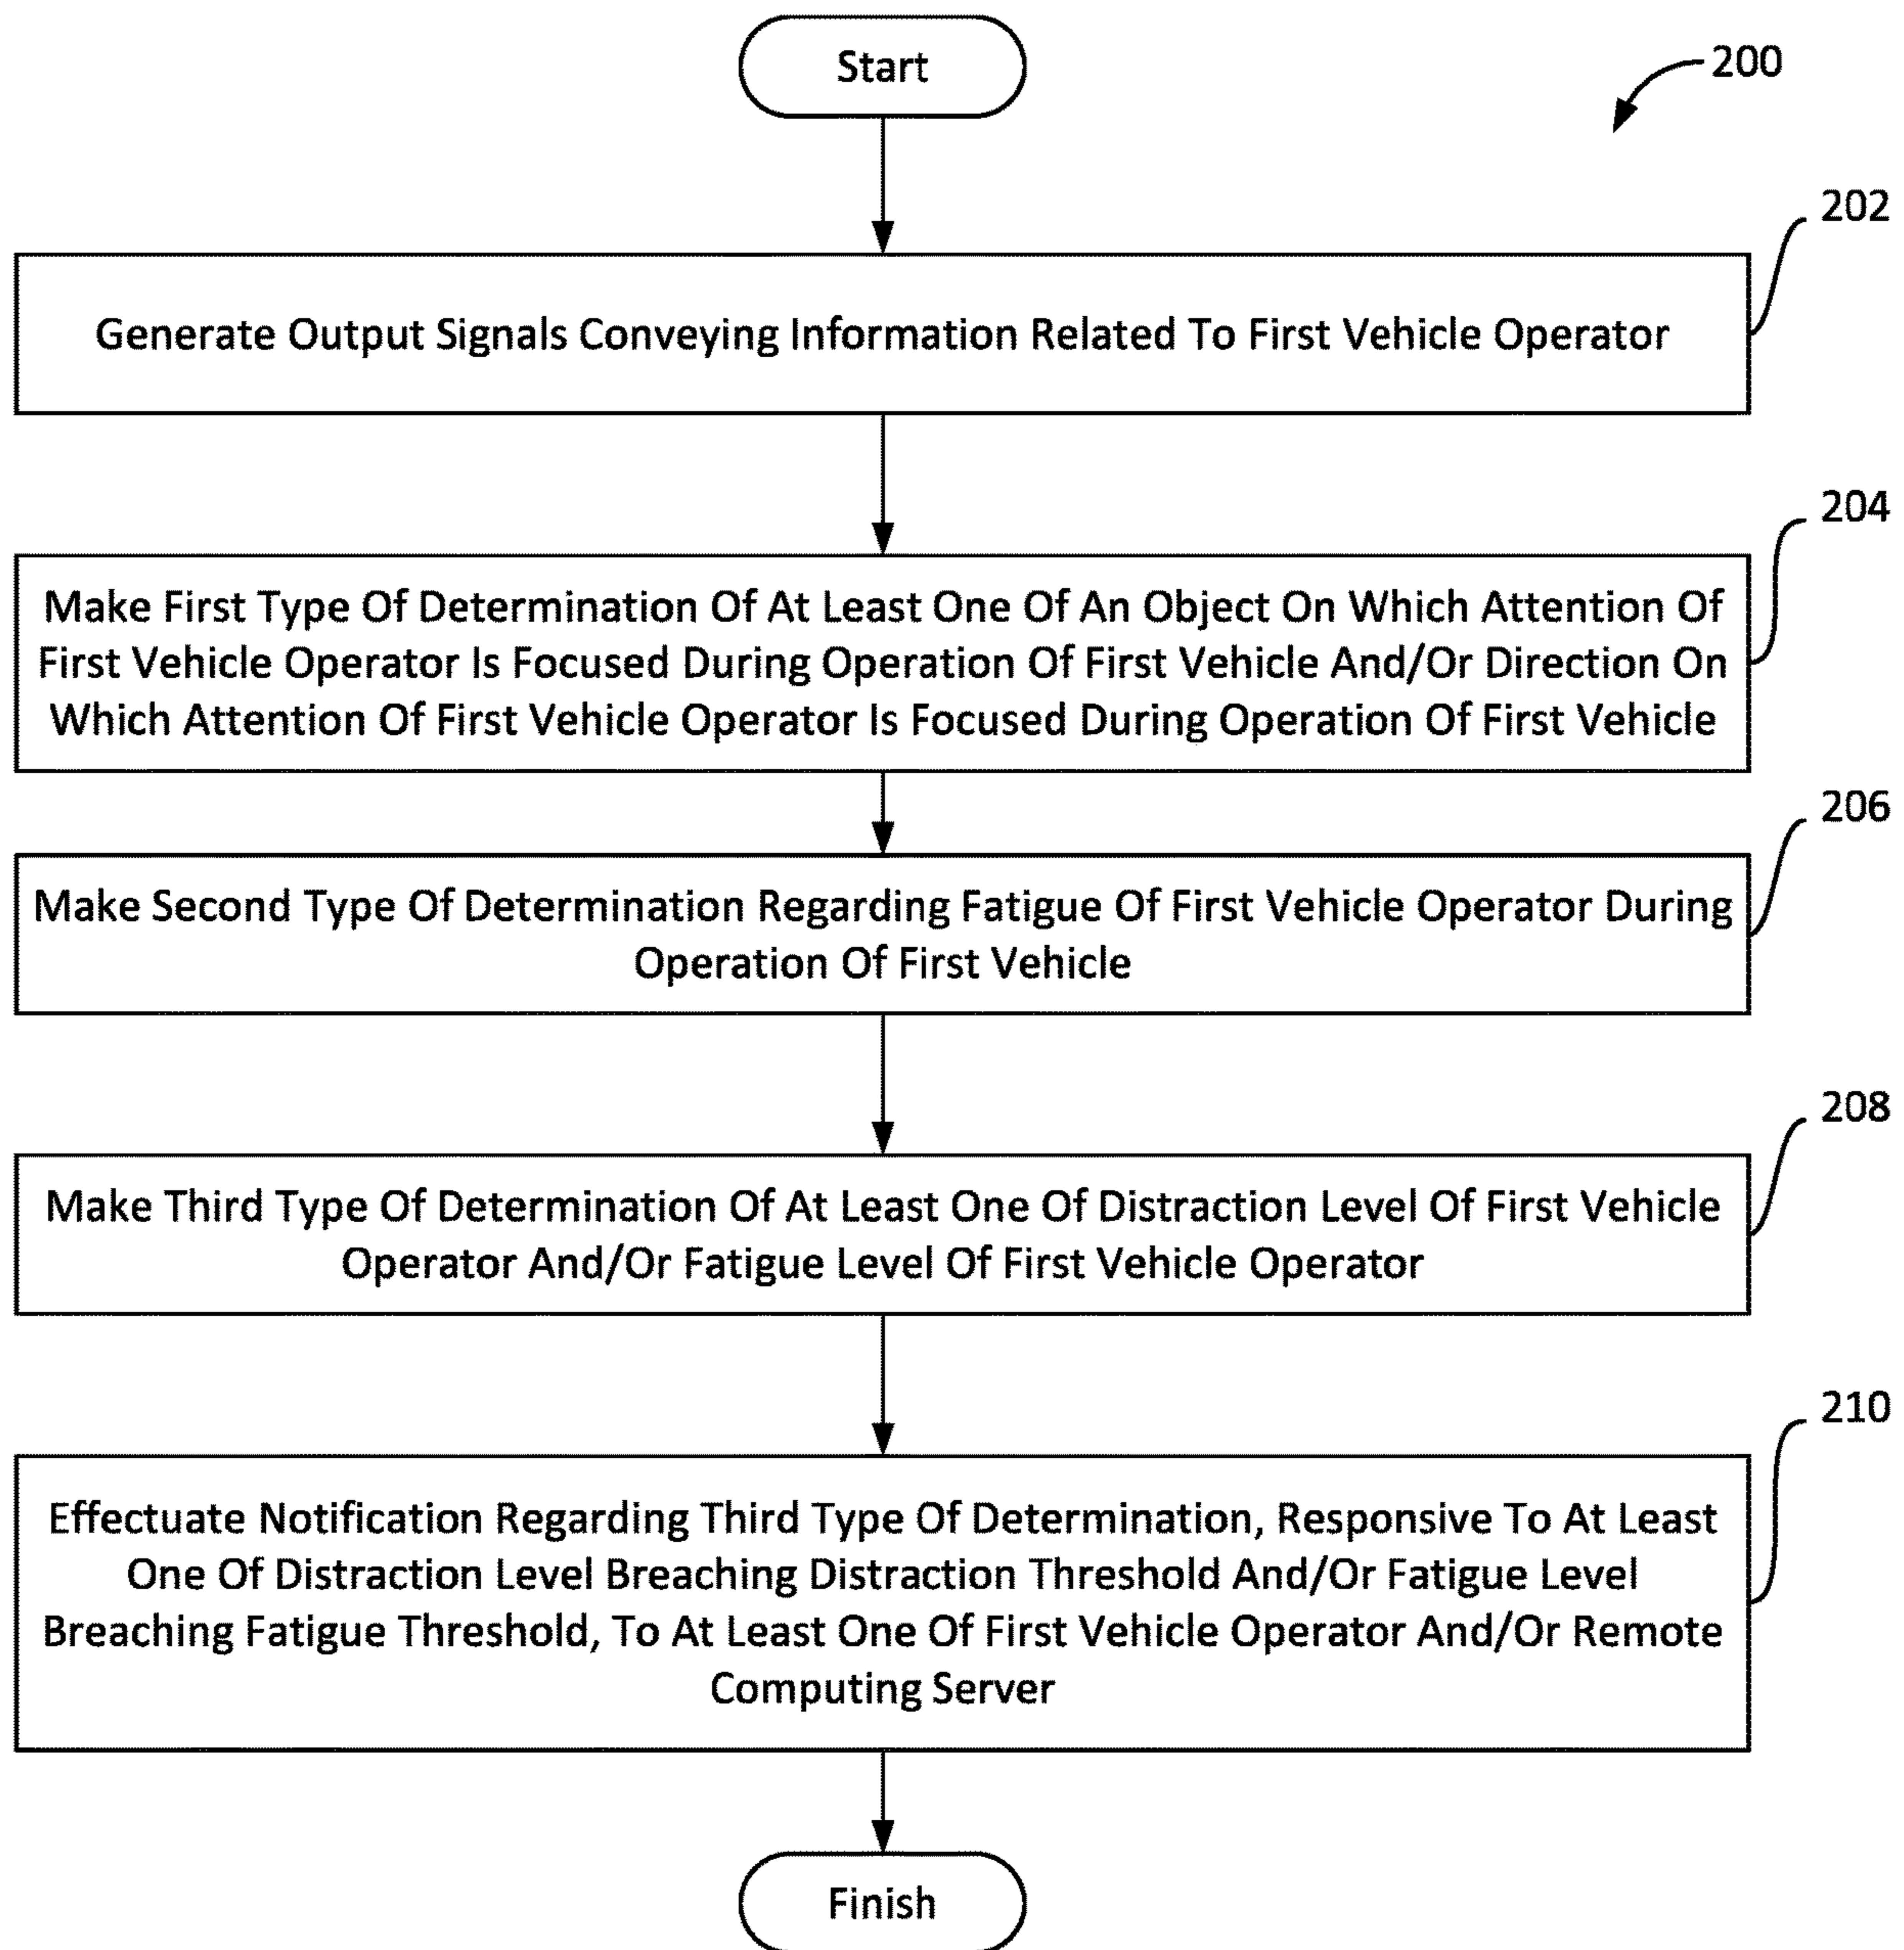 Start
200
202
Generate Output Signals Conveying Information Related To First Vehicle Operator
204
Make First Type Of Determination Of At Least One Of An Object On Which Attention Of
First Vehicle Operator Is Focused During Operation Of First Vehicle And/Or Direction On
Which Attention Of First Vehicle Operator Is Focused During Operation Of First Vehicle
206
Make Second Type Of Determination Regarding Fatigue Of First Vehicle Operator During
Operation Of First Vehicle
208
Make Third Type Of Determination Of At Least One Of Distraction Level Of First Vehicle
Operator And/Or Fatigue Level Of First Vehicle Operator
210
Effectuate Notification Regarding Third Type Of Determination, Responsive To At Least
One Of Distraction Level Breaching Distraction Threshold And/Or Fatigue Level
Breaching Fatigue Threshold, To At Least One Of First Vehicle Operator And/Or Remote
Computing Server
Finish